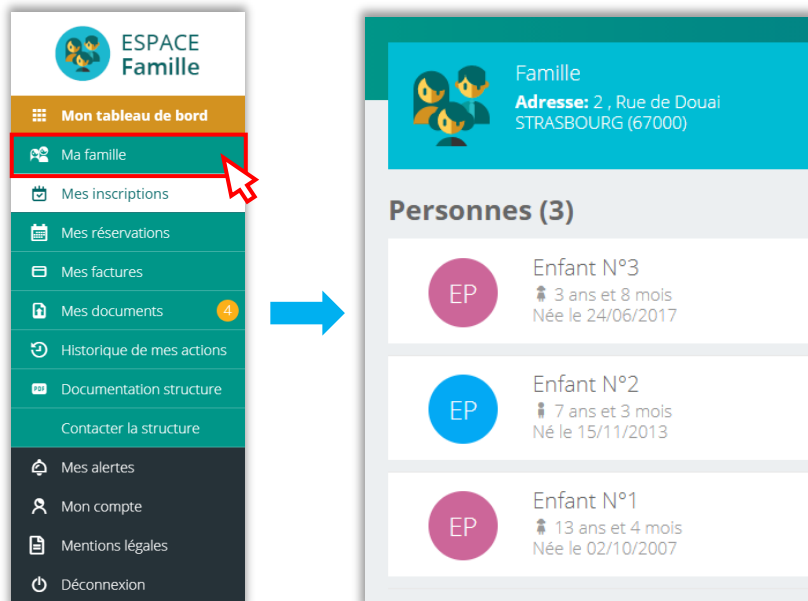 ESPACE
Famille
Mon tableau de bord
Ma famille
Mes inscriptions
Mes réservations
Mes factures
Mes documents 4
Historique de mes actions
PDF Documentation structure
Contacter la structure
Mes alertes
Mon compte
Mentions légales
Déconnexion
Famille
Adresse: 2 , Rue de Douai
STRASBOURG (67000)
Personnes (3)
EP
Enfant N°3
3 ans et 8 mois
Née le 24/06/2017
EP
Enfant N°2
7 ans et 3 mois
Né le 15/11/2013
EP
Enfant N°1
13 ans et 4 mois
Née le 02/10/2007